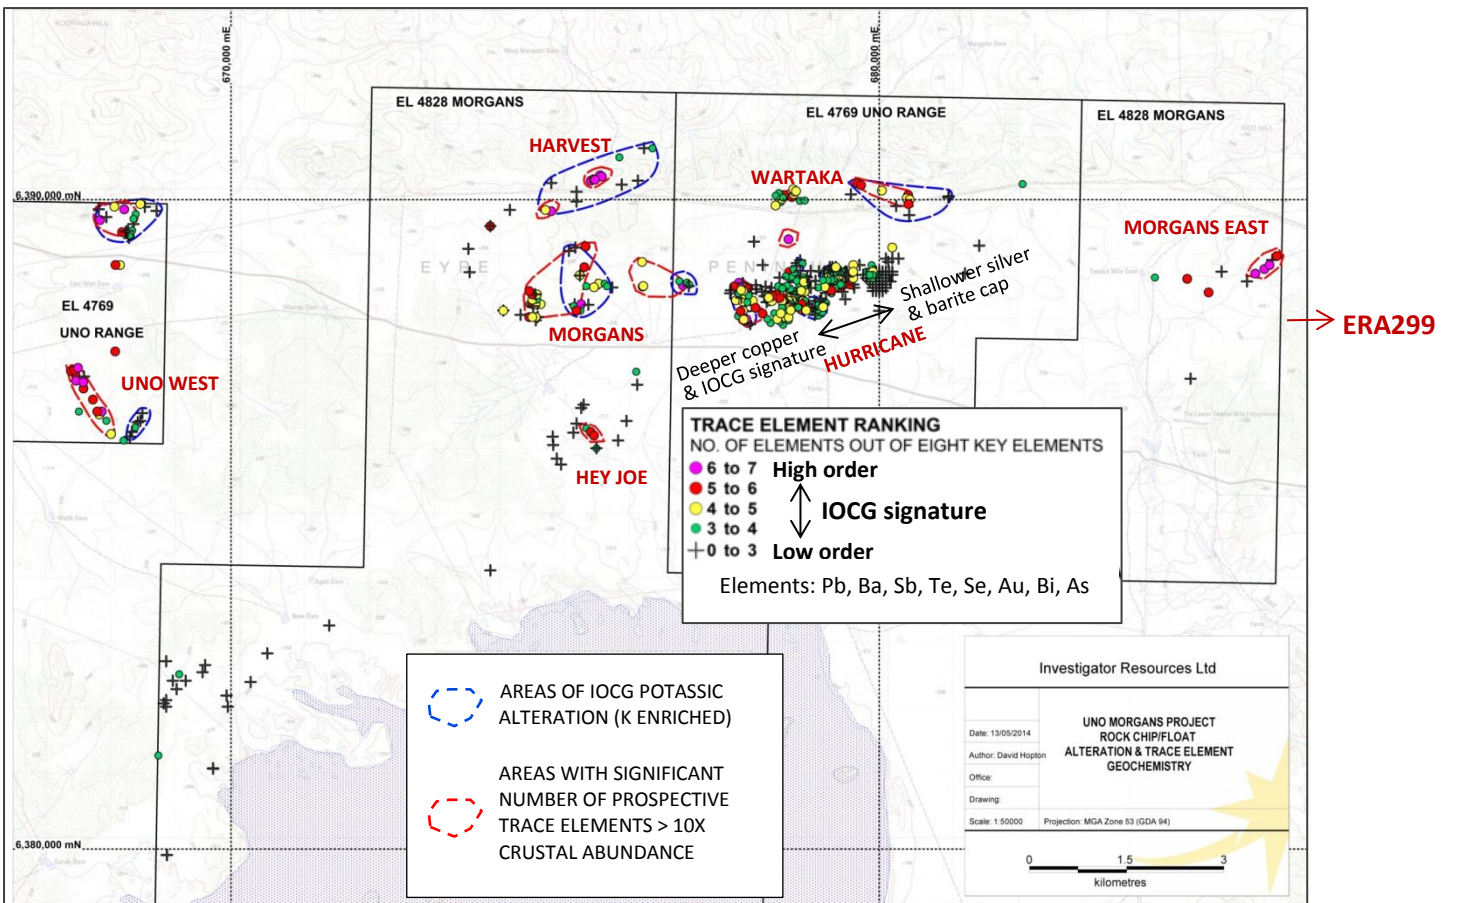 670,000 mE
680,000 mE
EL 4828 MORGANS
EL 4769 UNO RANGE
EL 4828 MORGANS
HARVEST
WARTAKA
6,390,000 mN
MORGANS EAST
EYPE
PENINSU
EL 4769
UNO RANGE
Shallower silver
& barite cap
MORGANS
ERA299
Deeper copper
& IOCG signature
HURRICANE
UNO WEST
HEY JOE
TRACE ELEMENT RANKING
NO. OF ELEMENTS OUT OF EIGHT KEY ELEMENTS
6 to 7 High order
5 to 6
4 to 5 IOCG signature
3 to 4
0 to 3 Low order
Elements: Pb, Ba, Sb, Te, Se, Au, Bi, As
AREAS OF IOCG POTASSIC
ALTERATION (K ENRICHED)
AREAS WITH SIGNIFICANT
NUMBER OF PROSPECTIVE
TRACE ELEMENTS > 10X
CRUSTAL ABUNDANCE
6,380,000 mN
Investigator Resources Ltd
UNO MORGANS PROJECT
ROCK CHIP/FLOAT
ALTERATION & TRACE ELEMENT
GEOCHEMISTRY
Date: 13/05/2014
Author: David Hopton
Office:
Drawing:
Scale: 1:50000 Projection: MGA Zone 53 (GDA 94)
0 1.5 3
kilometres